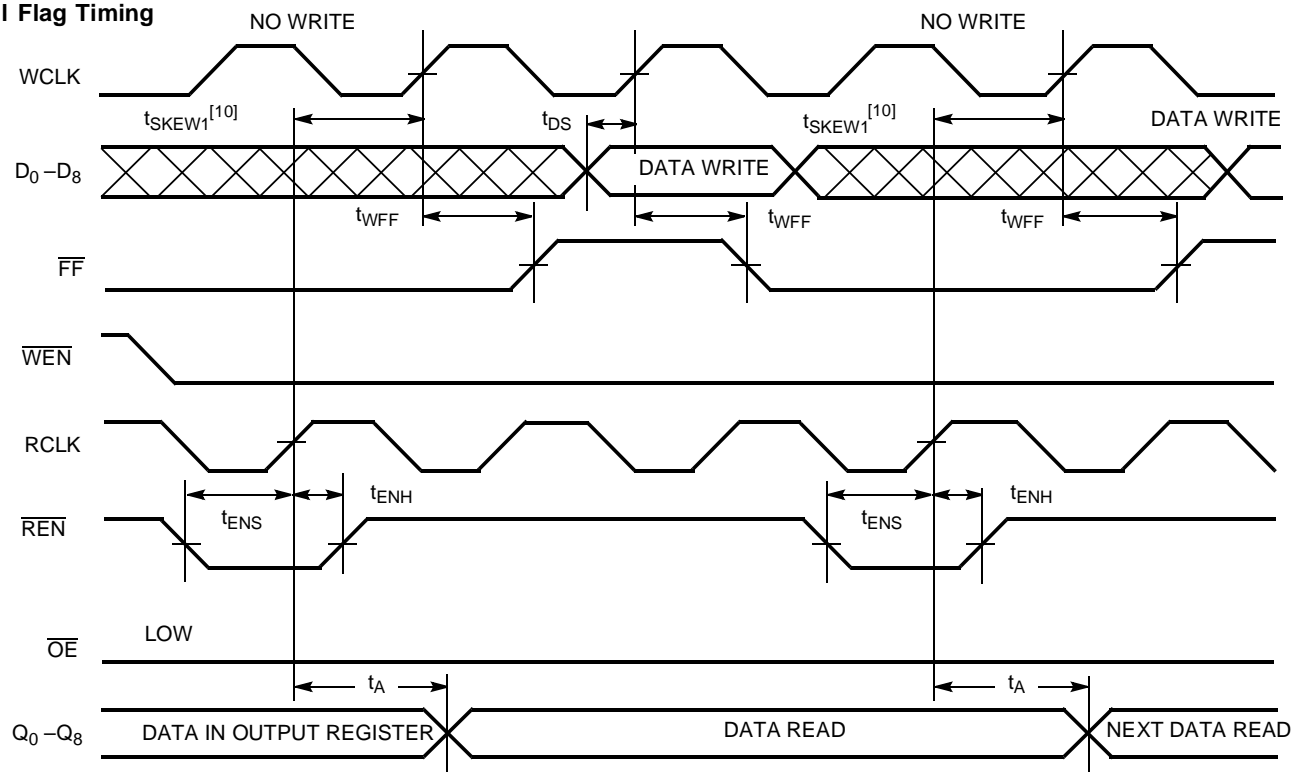 l Flag Timing
NO WRITE
NO WRITE
WCLK
tSKEW1[10]
tDS
tSKEW1[10]
DATA WRITE
D0 –D8
DATA WRITE
tWFF
tWFF
tWFF
FF
WEN
RCLK
tENH
tENH
tENS
tENS
REN
LOW
OE
tA
tA
Q0 –Q8
DATA IN OUTPUT REGISTER
DATA READ
NEXT DATA READ